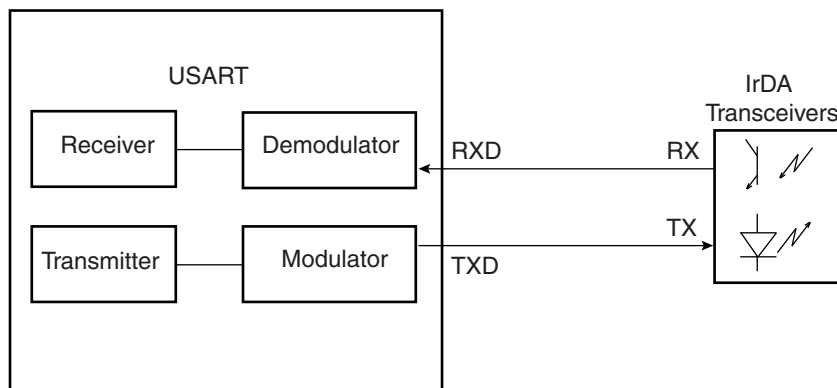 USART
IrDA
Transceivers
Receiver
Demodulator
RXD
RX
Transmitter
Modulator
TX
TXD